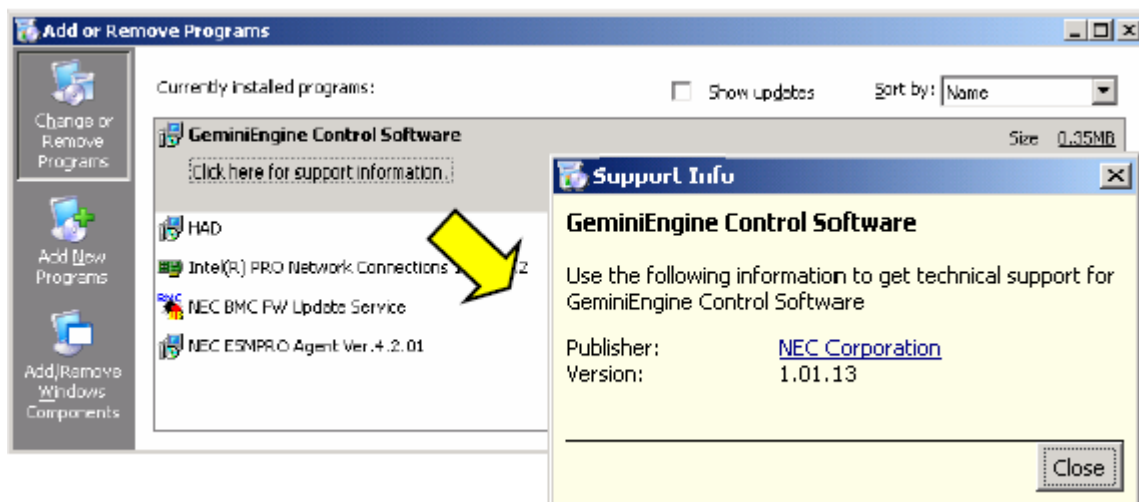 Add or Remove Programs
Change or
Remove
Programs
Currently installed programs:
Show updates
Sort by: Name
GeminiEngine Control Software
Size 0.35MB
Click here for support information.
HAD
Intel(R) PRO Network Connections
NEC BMC FW Update Service
NEC ESMPRO Agent Ver.4.2.01
Add New
Programs
Add/Remove
Windows
Components
Support Info
GeminiEngine Control Software
Use the following information to get technical support for
GeminiEngine Control Software
Publisher: NEC Corporation
Version: 1.01.13
Close